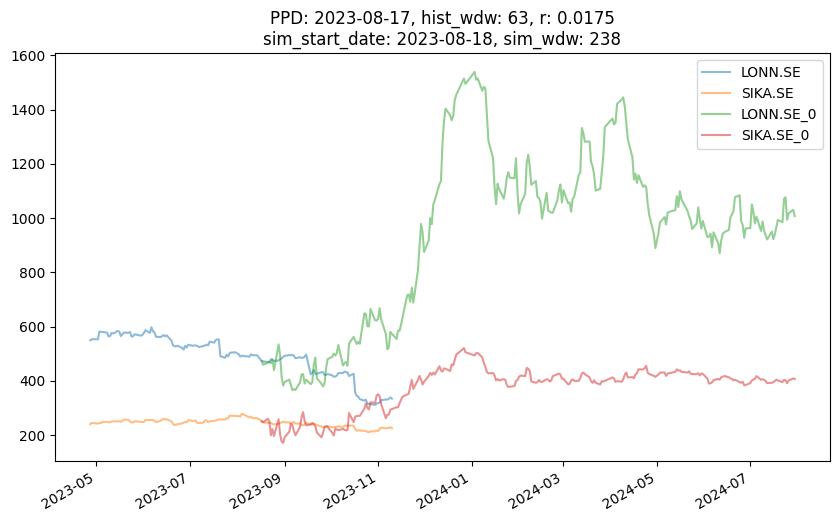 PPD: 2023-08-17, hist_wdw: 63, r: 0.0175
sim_start_date: 2023-08-18, sim_wdw: 238
1600
1400
1200
1000
800
600
400
200
LONN.SE
SIKA.SE
LONN.SE_0
SIKA.SE_0
2023-05
2023-07
2023-09
2023-11
2024-01
2024-03
2024-05
2024-07